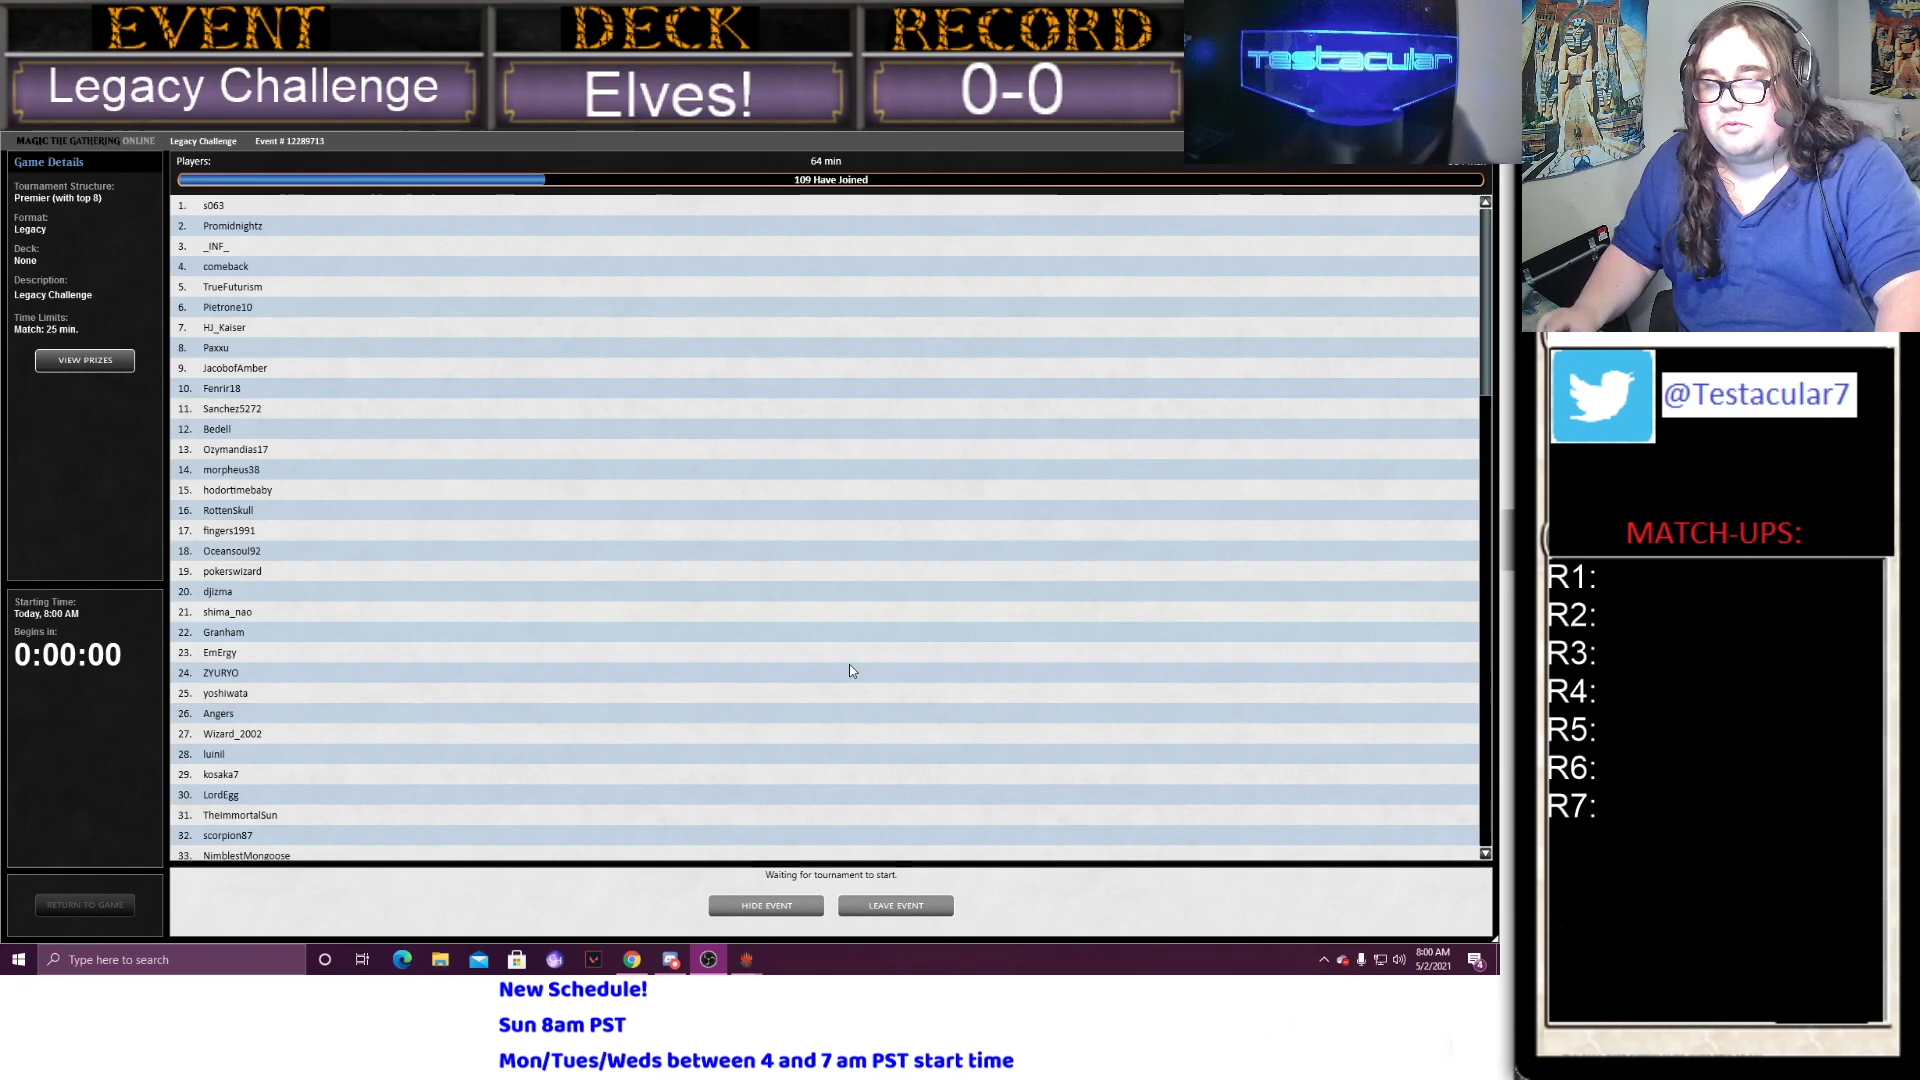 EVENT
DECK
RECORD
Legacy Challenge
Elves!
0-0
Testacular
MAGIC THE GATHERING ONLINE
Legacy Challenge
Event # 12289713
Game Details
Tournament Structure:
Premier (with top 8)
Format:
Legacy
Deck:
None
Description:
Legacy Challenge
Time Limits:
Match: 25 min.
VIEW PRIZES
Starting Time:
Today, 8:00 AM
Begins in:
0:00:00
RETURN TO GAME
Players:
64 min
109 Have Joined
1. s063
2. Promidnightz
3. _INF_
4. comeback
5. TrueFuturism
6. Pietrone10
7. HJ_Kaiser
8. Paxxu
9. JacobofAmber
10. Fenrir18
11. Sanchez5272
12. Bedell
13. Ozymandias17
14. morpheus38
15. hodortimebaby
16. RottenSkull
17. fingers1991
18. Oceansoul92
19. pokerswizard
20. djizma
21. shima_nao
22. Granham
23. EmErgy
24. ZYURYO
25. yoshiwata
26. Angers
27. Wizard_2002
28. luinil
29. kosaka7
30. LordEgg
31. TheImmortalSun
32. scorpion87
33. NimblestMongoose
Waiting for tournament to start.
HIDE EVENT
LEAVE EVENT
@Testacular7
MATCH-UPS:
R1:
R2:
R3:
R4:
R5:
R6:
R7:
Type here to search
8:00 AM
5/2/2021
4
New Schedule!
Sun 8am PST
Mon/Tues/Weds between 4 and 7 am PST start time